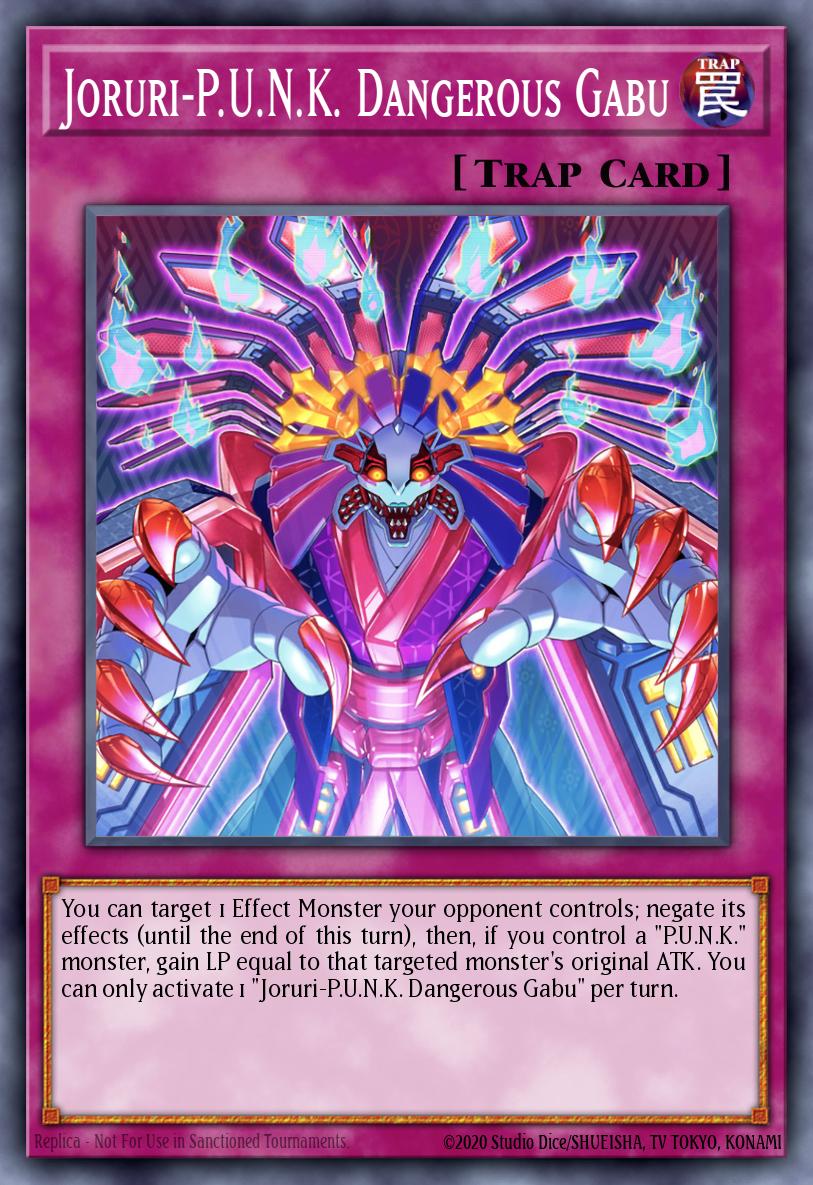 JORURI-P.U.N.K. DANGEROUS GABU
TRAP
罠
[TRAP CARD]
You can target 1 Effect Monster your opponent controls; negate its
effects (until the end of this turn), then, if you control a "P.U.N.K."
monster, gain LP equal to that targeted monster's original ATK. You
can only activate 1 "Joruri-P.U.N.K. Dangerous Gabu" per turn.
Replica - Not For Use in Sanctioned Tournaments.
©2020 Studio Dice/SHUEISHA, TV TOKYO, KONAMI